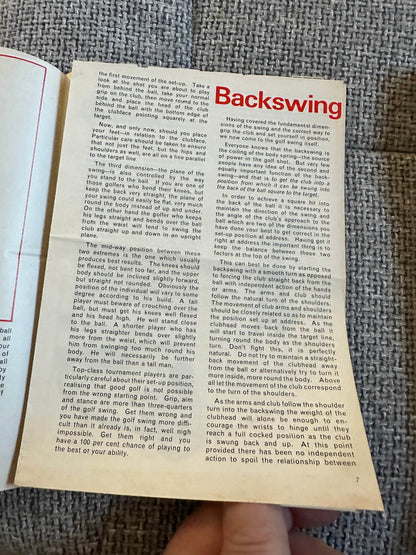 the first movement of the set-up. Take a
look at the shot you are about to play
from behind the ball, take your normal
grip on the club, then move round to the
side and place the head of the club
behind the ball with the bottom edge of
the clubface pointing squarely at the
target.
Now, and only now, should you place
your feet—in relation to the clubface.
Particular care should be taken to ensure
that not just the feet, but the hips and
shoulders as well, are all on a line parallel
to the target line
The third dimension—the plane of the
swing—is also controlled by the way
you stand to the ball. If you are one of
those golfers who bend their knees, but
keep the back very straight, the plane of
your swing could easily be flat, very much
round the body instead of up and under.
On the other hand the golfer who keeps
his legs straight and bends over the ball
from the waist will tend to swing the
club straight up and down in an upright
plane.
The mid-way position between these
two extremes is the one which usually
produces best results. The knees should
be flexed, not bent too far, and the upper
body should be inclined slightly forward,
but straight not rounded. Obviously the
position of the individual will vary to some
degree according to his build. A tall
player must beware of crouching over the
ball, but must get his knees well flexed
and his head high. He will stand close
to the ball. A shorter player who has
his legs straighter bends over slightly
more from the waist, which will prevent
him from swinging too much round his
body. He will necessarily be further
away from the ball than a tall man.
Top-class tournament players are par-
ticularly careful about their set-up position,
realising that good golf is not possible
from the wrong starting point. Grip, aim
and stance are more than three-quarters
of the golf swing. Get them wrong and
you have made the golf swing more diffi-
cult than it already is, in fact, well nigh
impossible. Get them right and you
have a 100 per cent chance of playing to
the best of your ability.
Backswing
Having covered the fundamental dimen-
sions of the swing and the correct way to
grip the club and set yourself in position,
we now come to the golf swing itself.
Everyone knows that the backswing is
the coiling of the body spring—the source
of power in the golf shot. But very few
people have any idea of the second and
equally important function of the back-
swing—and that is to get the club into a
position from which it can be swung into
the back of the ball square to the target.
In order to achieve a square hit into
the back of the ball it is necessary to
maintain the direction of the swing and
the angle of the club's approach to the
ball which are two of the dimensions you
have done your best to get correct in the
set-up position at address. Having got it
right at address the important thing is to
keep the balance between these two
factors at the top of the swing.
This can best be done by starting the
backswing with a smooth turn as opposed
to forcing the club straight back from the
ball with independent action of the hands
or arms. The arms and club should
follow the natural turn of the shoulders.
The movement of club arms and shoulders
should be closely related so as to maintain
the position set up at address. As the
clubhead moves back from the ball it
will start to travel inside the target line,
turning round the body as the shoulders
turn. Don't fight this, it is perfectly
natural. Do not try to maintain a straight-
back movement of the clubhead away
from the ball or alternatively try to turn it
more inside, more round the body. Above
all let the movement of the club correspond
to the turn of the shoulders.
As the arms and club follow the shoulder
turn into the backswing the weight of the
clubhead will alone be enough to en-
courage the wrists to hinge until they
reach a full cocked position as the club
is swung back and up. At this point
provided there has been no independent
action to spoil the relationship between
7